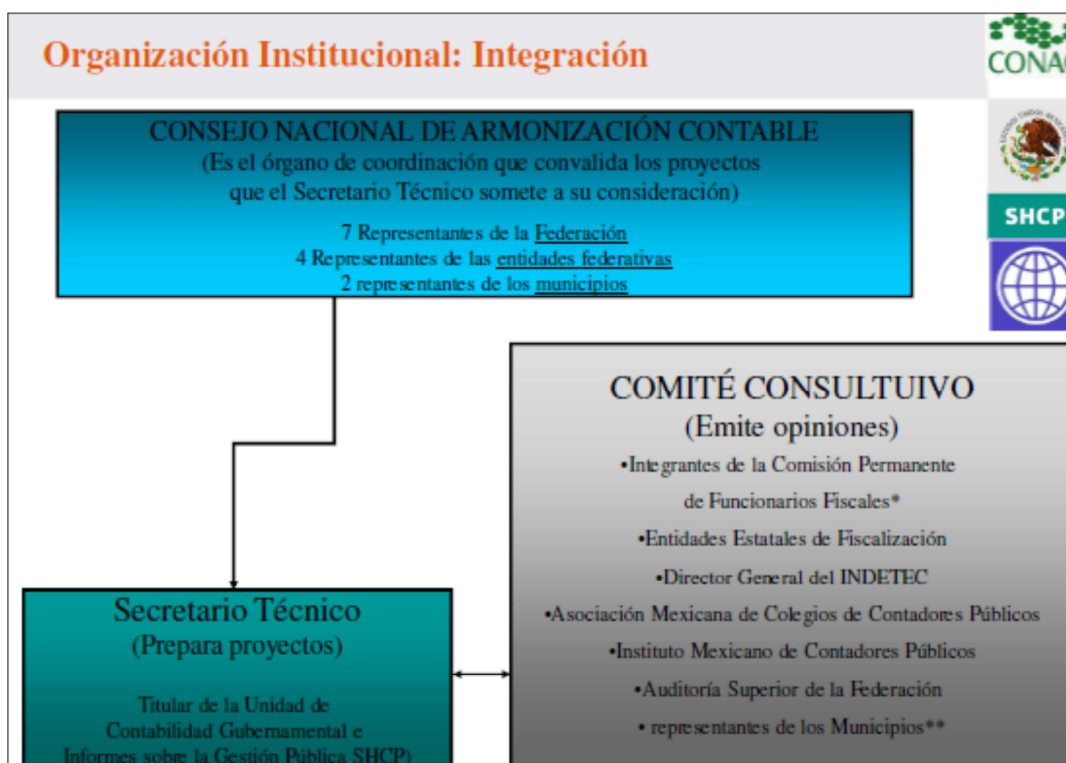 Organización Institucional: Integración
CONAC
CONSEJO NACIONAL DE ARMONIZACIÓN CONTABLE
(Es el órgano de coordinación que convalida los proyectos
que el Secretario Técnico somete a su consideración)
7 Representantes de la Federación
4 Representantes de las entidades federativas
2 representantes de los municipios
SHCP
COMITÉ CONSULTUIVO
(Emite opiniones)
•Integrantes de la Comisión Permanente
de Funcionarios Fiscales*
•Entidades Estatales de Fiscalización
•Director General del INDETEC
•Asociación Mexicana de Colegios de Contadores Públicos
•Instituto Mexicano de Contadores Públicos
•Auditoría Superior de la Federación
• representantes de los Municipios**
Secretario Técnico
(Prepara proyectos)
Titular de la Unidad de
Contabilidad Gubernamental e
Informes sobre la Gestión Pública SHCP)